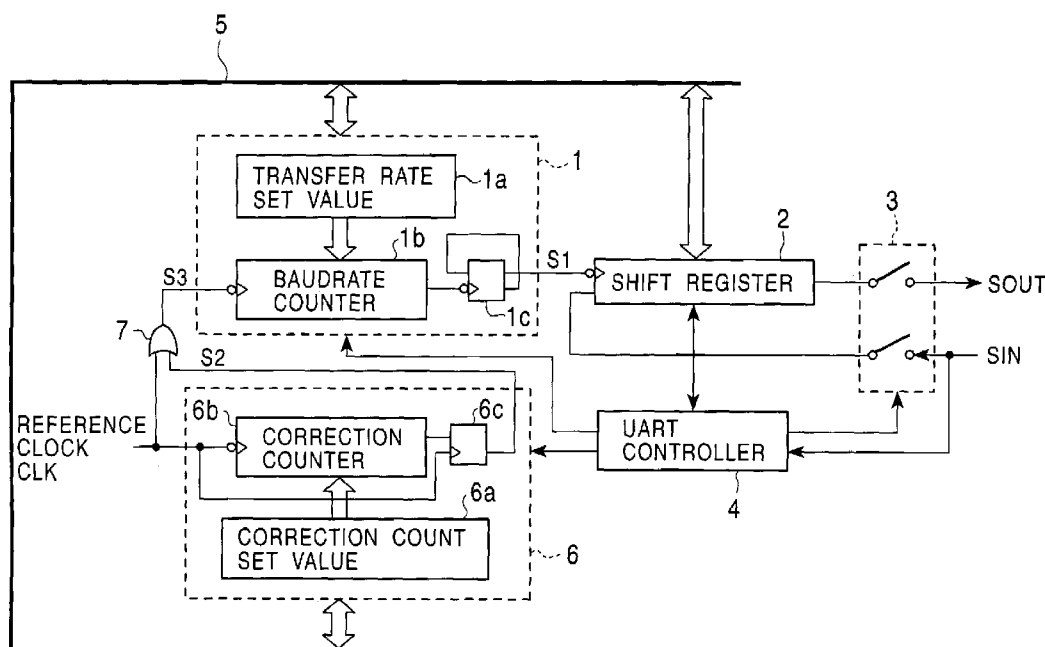 5
1
TRANSFER RATE
SET VALUE
1a
1b
BAUDRATE
COUNTER
1c
S1
S3
2
SHIFT REGISTER
3
SOUT
SIN
7
S2
REFERENCE
CLOCK
CLK
6b
CORRECTION
COUNTER
6c
6a
CORRECTION COUNT
SET VALUE
6
UART
CONTROLLER
4